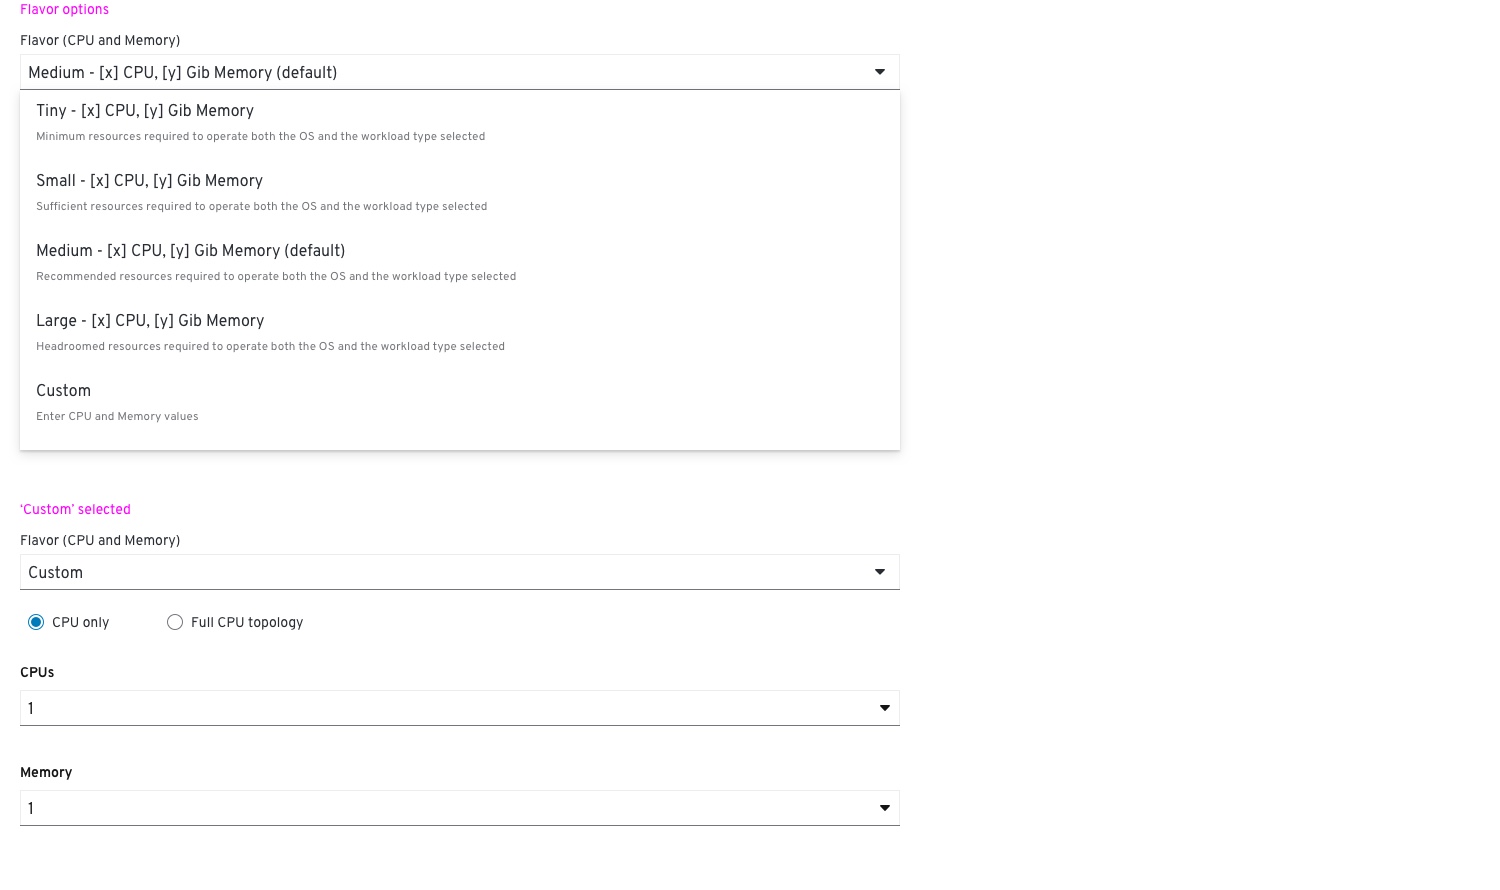 Flavor options
Flavor (CPU and Memory)
Medium - [x] CPU, [y] Gib Memory (default)
Tiny - [x] CPU, [y] Gib Memory
Minimum resources required to operate both the OS and the workload type selected
Small - [x] CPU, [y] Gib Memory
Sufficient resources required to operate both the OS and the workload type selected
Medium - [x] CPU, [y] Gib Memory (default)
Recommended resources required to operate both the OS and the workload type selected
Large - [x] CPU, [y] Gib Memory
Headroomed resources required to operate both the OS and the workload type selected
Custom
Enter CPU and Memory values
‘Custom’ selected
Flavor (CPU and Memory)
Custom
CPU only Full CPU topology
CPUs
1
Memory
1